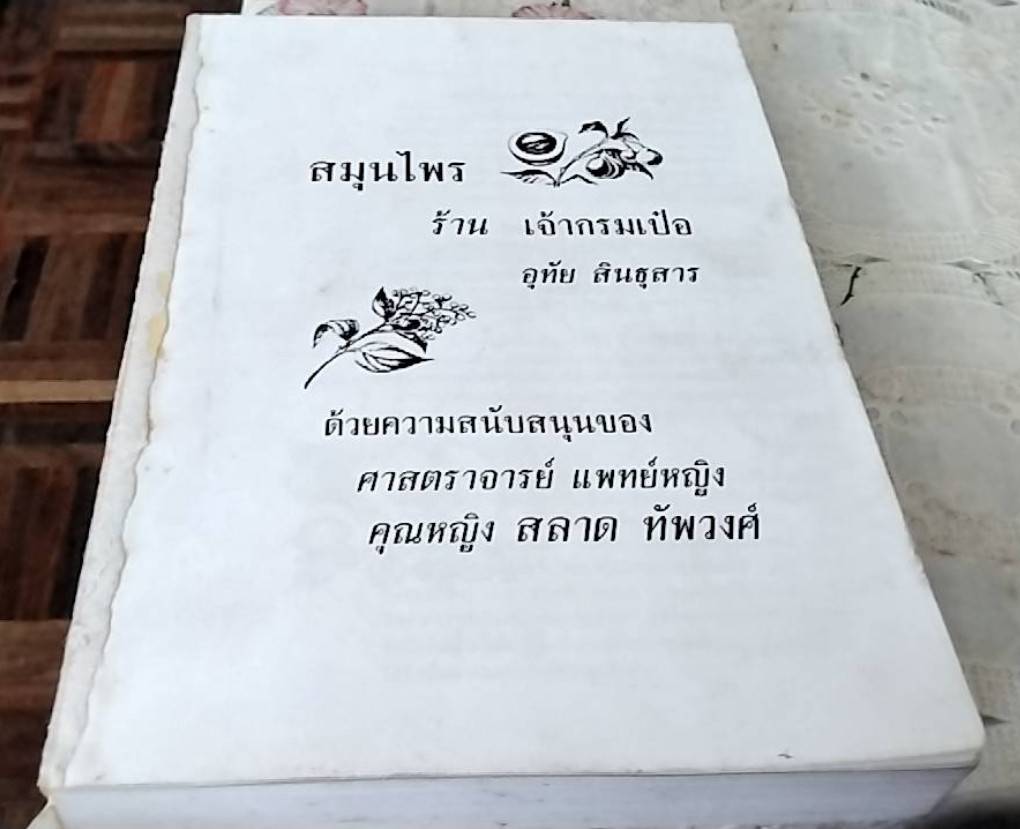 สมุนไพร
ร้าน เจ้ากรมเป๋อ
อุทัย สินธุสาร
ด้วยความสนับสนุนของ
ศาสตราจารย์ แพทย์หญิง
คุณหญิง สลาด ทัพวงศ์